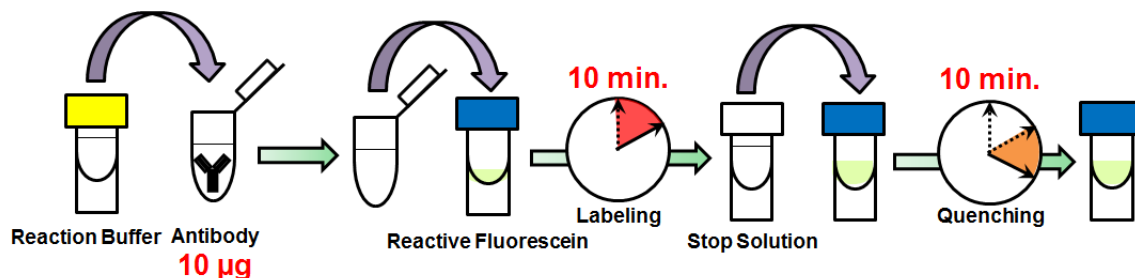 10 min.
10 min.
Labeling
Quenching
Reaction Buffer
Antibody
Reactive Fluorescein
Stop Solution
10 µg